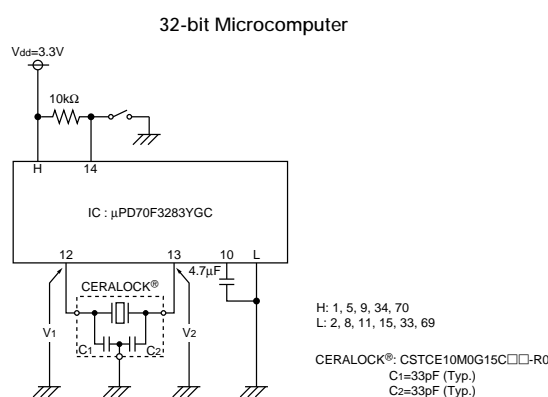 32-bit Microcomputer
Vdd=3.3V
10kΩ
H 14
IC : μPD70F3283YGC
12 13 10 L
4.7μF
CERALOCK®
V1 V2
C1 C2
H: 1, 5, 9, 34, 70
L: 2, 8, 11, 15, 33, 69
CERALOCK®: CSTCE10M0G15C□□-R0
C1=33pF (Typ.)
C2=33pF (Typ.)